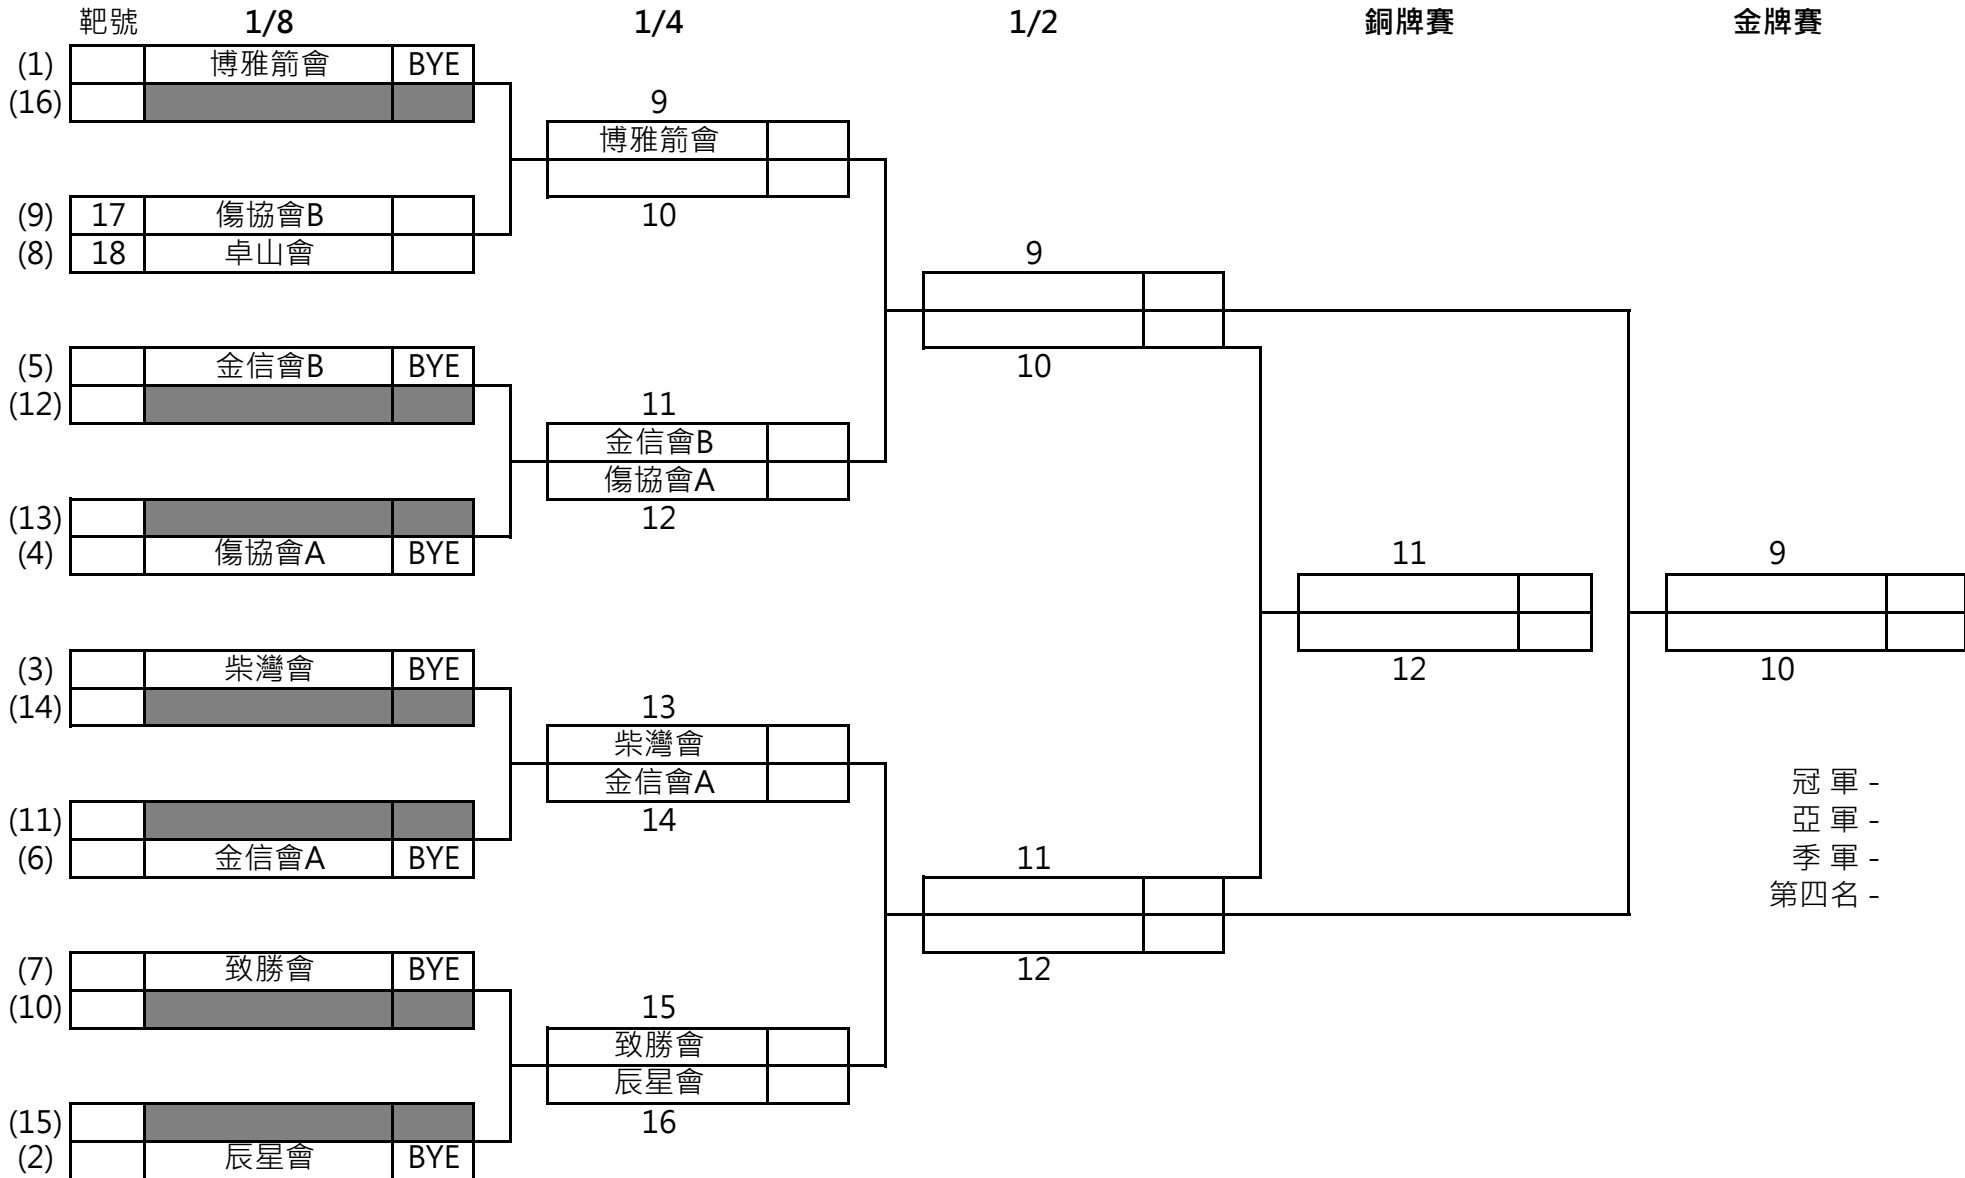 靶號 1/8 1/4 1/2 銅牌賽 金牌賽
(1) 博雅箭會 BYE
(16) 9
博雅箭會
(9) 17 傷協會B 10
(8) 18 卓山會 9
(5) 金信會B BYE 10
(12) 11
金信會B
傷協會A
(13) 12
(4) 傷協會A BYE 11 9
(3) 柴灣會 BYE 12 10
(14) 13
柴灣會
金信會A
冠 軍 -
(11) 14 亞 軍 -
(6) 金信會A BYE 11 季 軍 -
第四名 -
(7) 致勝會 BYE 12
(10) 15
致勝會
辰星會
(15) 16
(2) 辰星會 BYE